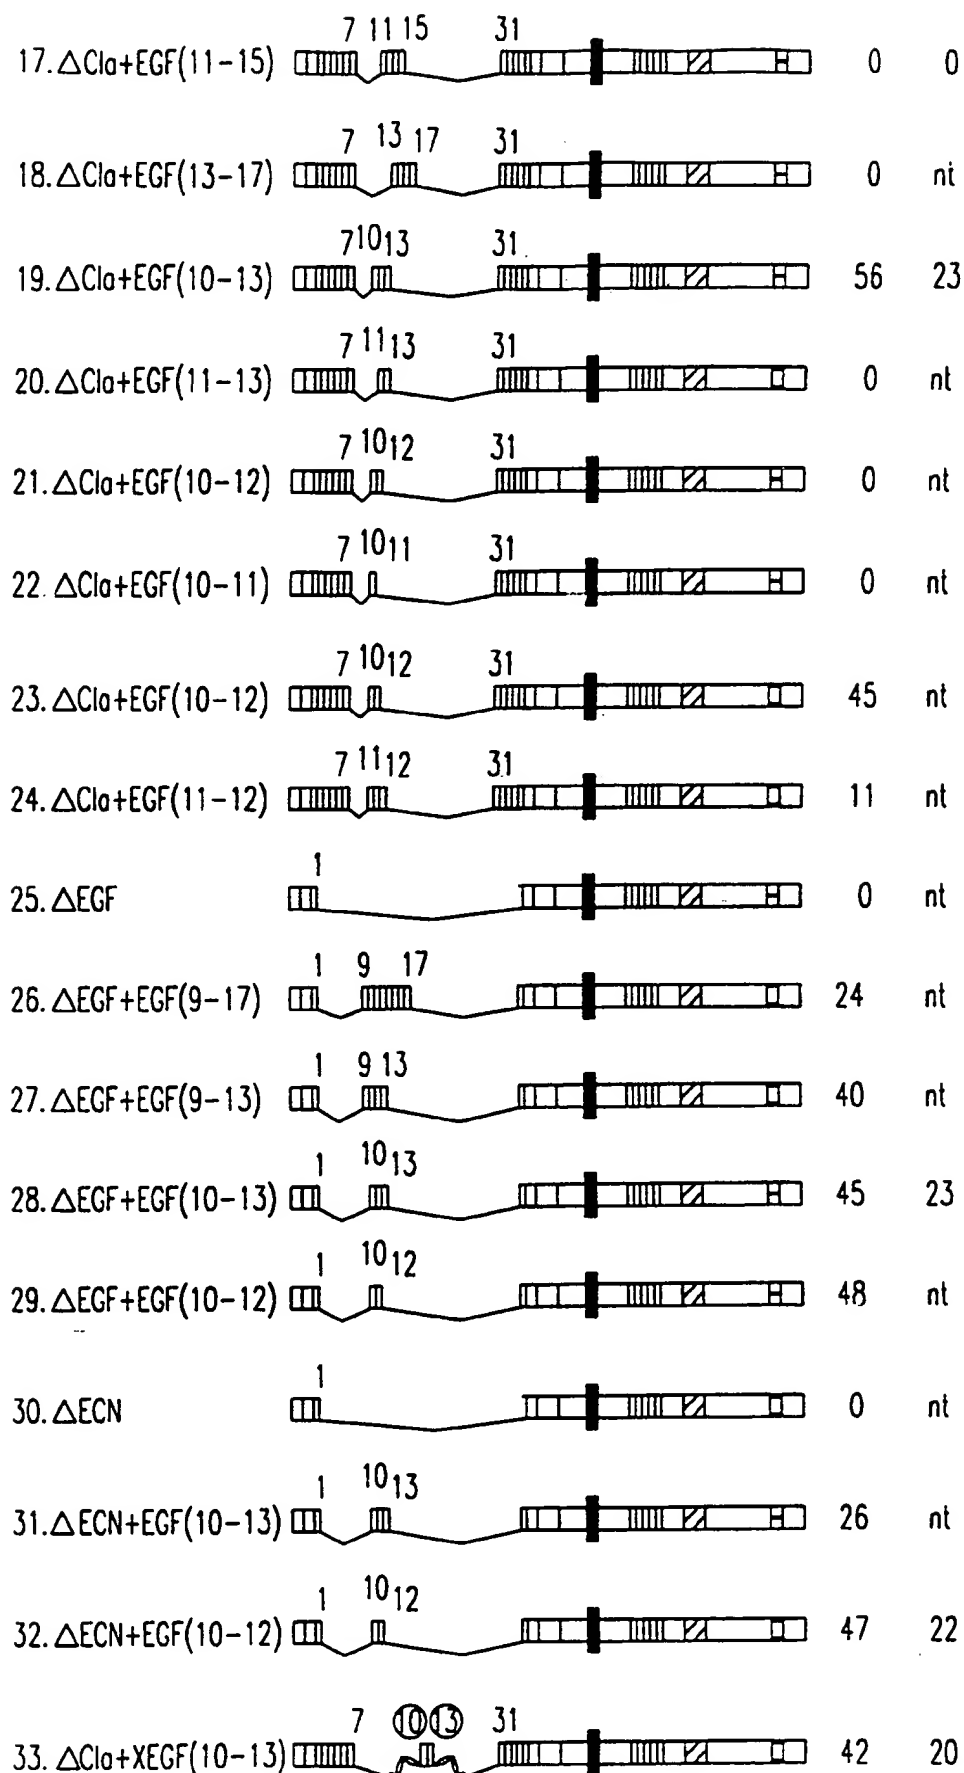 7 11 15 31
17. ΔCla+EGF(11-15) 0 0
7 13 17 31
18. ΔCla+EGF(13-17) 0 nt
7 10 13 31
19. ΔCla+EGF(10-13) 56 23
7 11 13 31
20. ΔCla+EGF(11-13) 0 nt
7 10 12 31
21. ΔCla+EGF(10-12) 0 nt
7 10 11 31
22. ΔCla+EGF(10-11) 0 nt
7 10 12 31
23. ΔCla+EGF(10-12) 45 nt
7 11 12 31
24. ΔCla+EGF(11-12) 11 nt
1
25. ΔEGF 0 nt
1 9 17
26. ΔEGF+EGF(9-17) 24 nt
1 9 13
27. ΔEGF+EGF(9-13) 40 nt
1 10 13
28. ΔEGF+EGF(10-13) 45 23
1 10 12
29. ΔEGF+EGF(10-12) 48 nt
1
30. ΔECN 0 nt
1 10 13
31. ΔECN+EGF(10-13) 26 nt
1 10 12
32. ΔECN+EGF(10-12) 47 22
7 10 13 31
33. ΔCla+XEGF(10-13) 42 20